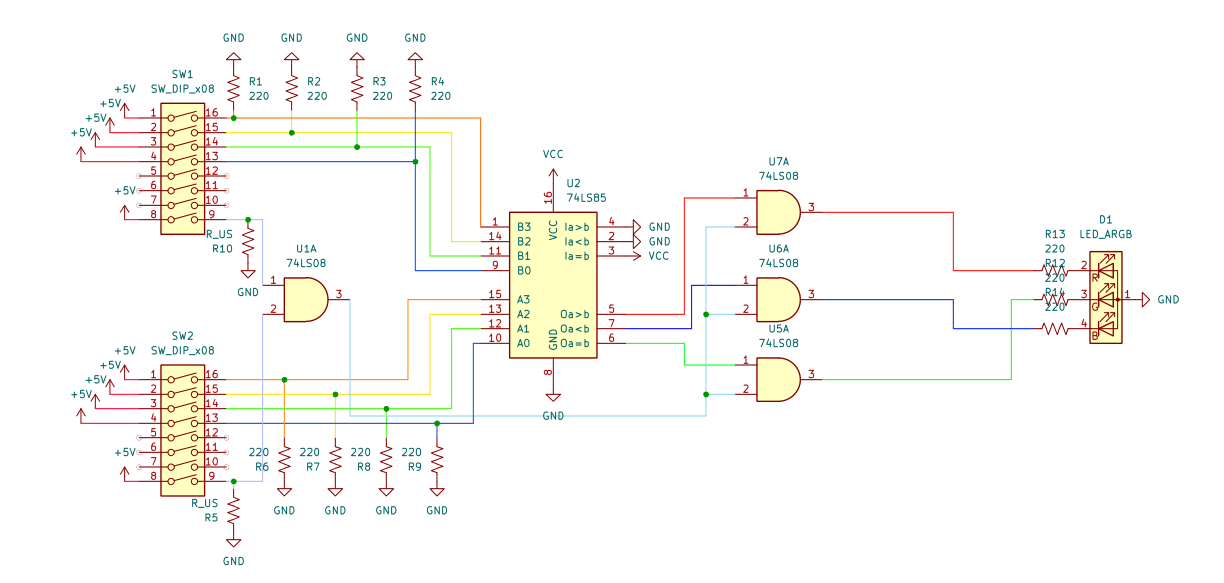 GND GND GND GND
SW1
SW_DIP_x08
+5V
+5V
+5V
+5V
R1
220
R2
220
R3
220
R4
220
1 16
2 15
3 14
4 13
5 12
6 11
+5V
7 10
8 9
R_US
R10
GND
U1A
74LS08
1
2
3
VCC
U2
74LS85
16
VCC
1 B3 Ia>b 4 GND
14 B2 Ia<b 2 GND
11 B1 Ia=b 3 VCC
9 B0
15 A3
13 A2 Oa>b 5
12 A1 Oa<b 7
10 A0 Oa=b 6
GND
8
GND
U7A
74LS08
1
2
3
U6A
74LS08
1
2
3
U5A
74LS08
1
2
3
D1
LED_ARGB
R13
220
R12
220
R14
220
2 R
3 G
4 B
1 GND
SW2
SW_DIP_x08
+5V
+5V
+5V
1 16
2 15
3 14
4 13
5 12
6 11
+5V
7 10
8 9
220
R6
220
R7
220
R8
220
R9
GND GND GND GND
R_US
R5
GND